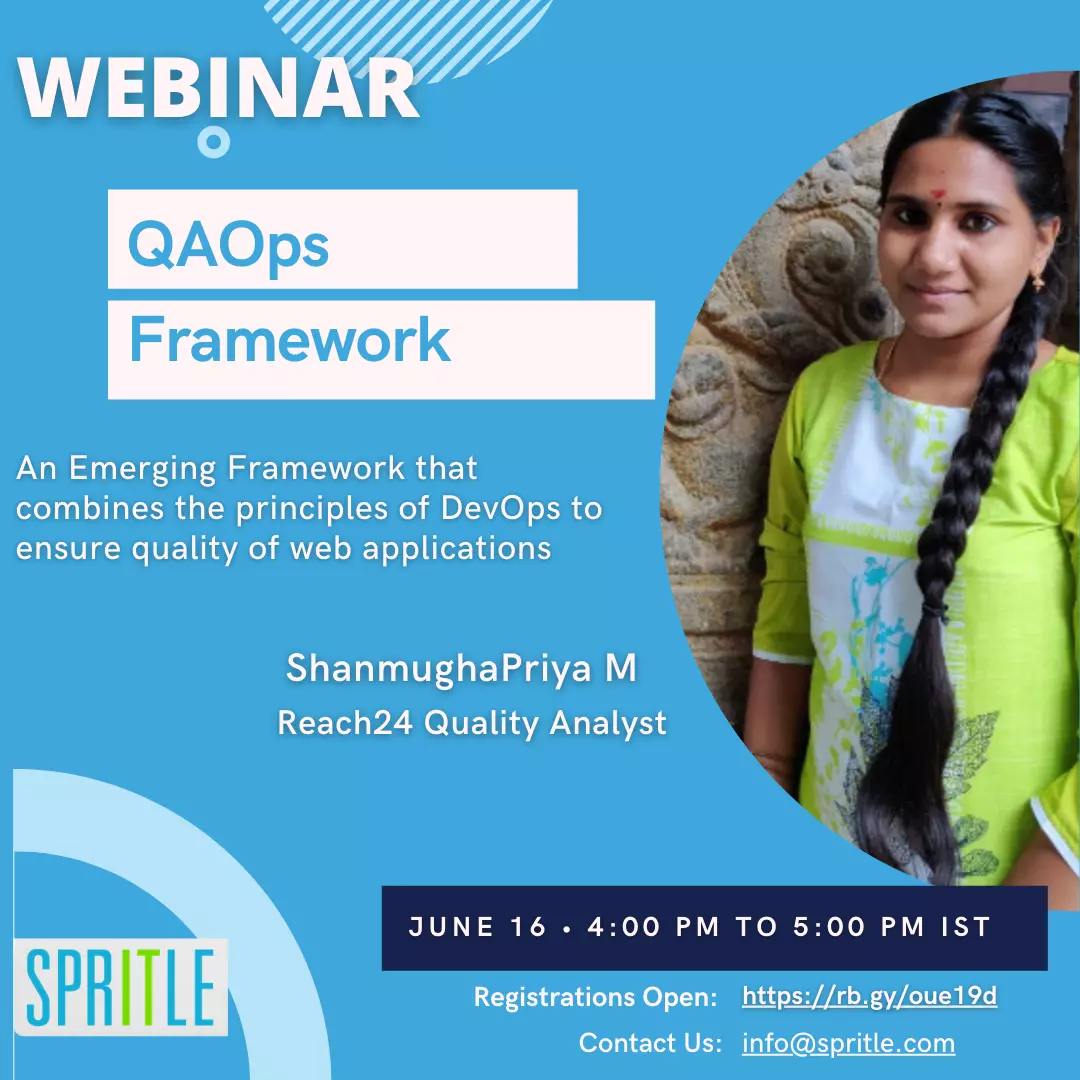 WEBINAR
QAOps
Framework
An Emerging Framework that
combines the principles of DevOps to
ensure quality of web applications
ShanmughaPriya M
Reach24 Quality Analyst
JUNE 16 • 4:00 PM TO 5:00 PM IST
Registrations Open: https://rb.gy/oue19d
Contact Us: info@spritle.com
SPRITLE